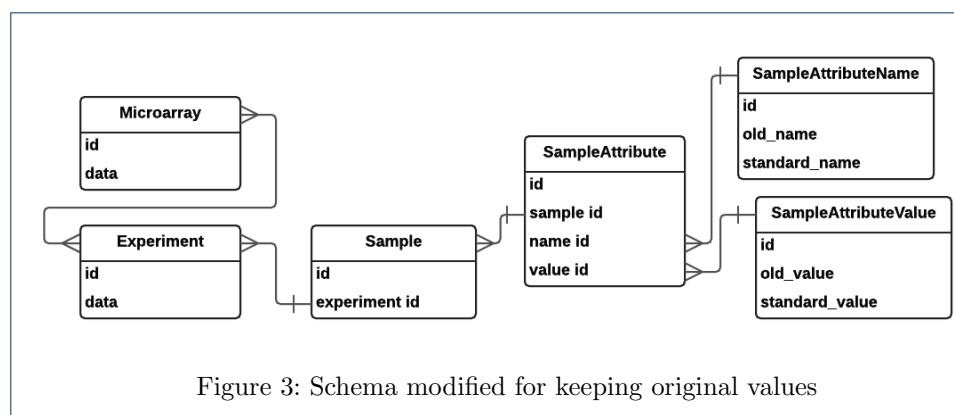 Microarray
id
data
Experiment
id
data
Sample
id
experiment id
SampleAttribute
id
sample id
name id
value id
SampleAttributeName
id
old_name
standard_name
SampleAttributeValue
id
old_value
standard_value
Figure 3: Schema modified for keeping original values